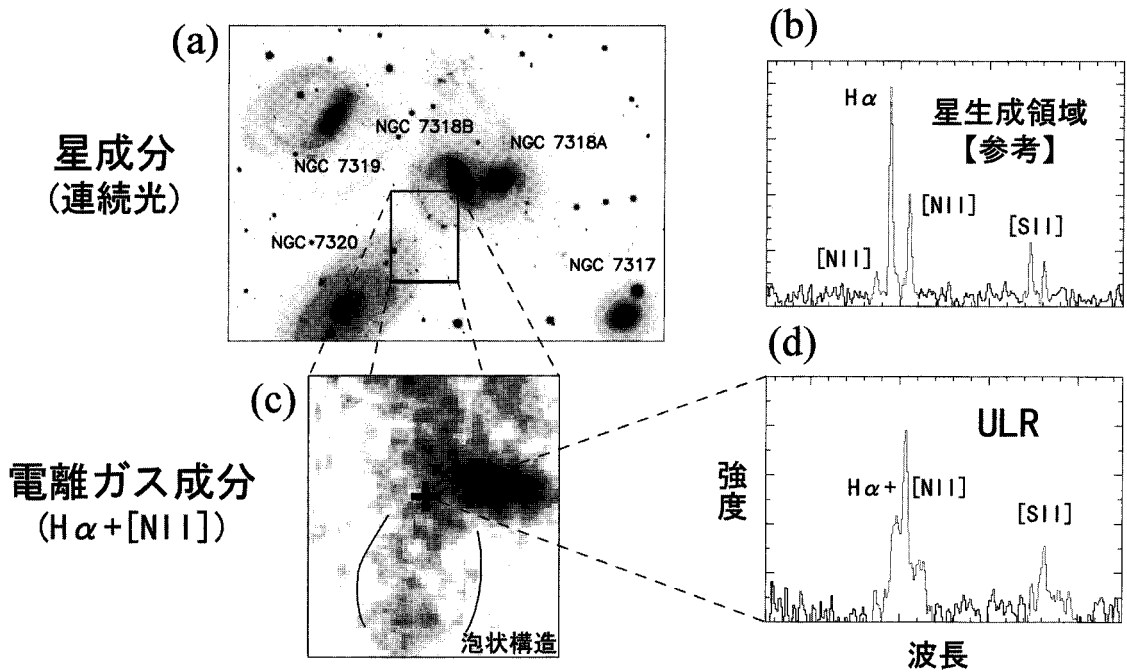 (a)
星成分
(連続光)
NGC 7318B
NGC 7318A
NGC 7319
NGC 7320
NGC 7317
(b)
Hα
星生成領域
【参考】
[NII]
[NII]
[SII]
(c)
電離ガス成分
(Hα+[NII])
泡状構造
(d)
ULR
強度
Hα+[NII]
[SII]
波長